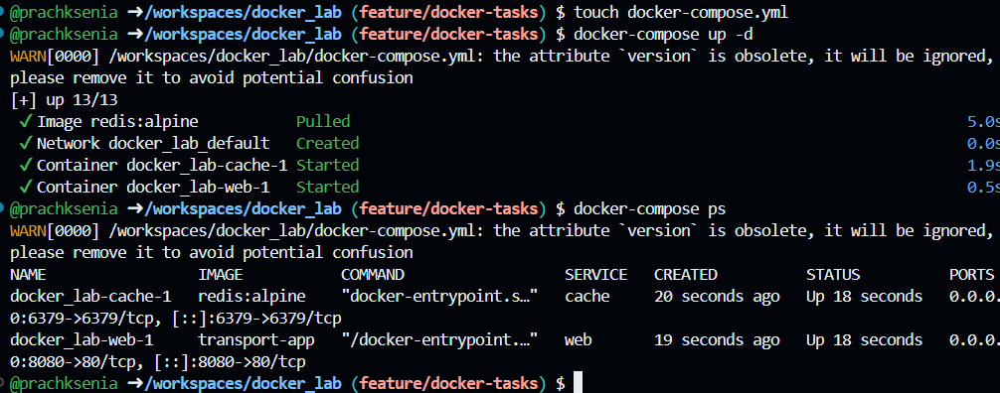 @prachksenia ➜/workspaces/docker_lab (feature/docker-tasks) $ touch docker-compose.yml
@prachksenia ➜/workspaces/docker_lab (feature/docker-tasks) $ docker-compose up -d
WARN[0000] /workspaces/docker_lab/docker-compose.yml: the attribute `version` is obsolete, it will be ignored,
please remove it to avoid potential confusion
[+] up 13/13
✓ Image redis:alpine Pulled 5.0s
✓ Network docker_lab_default Created 0.0s
✓ Container docker_lab-cache-1 Started 1.9s
✓ Container docker_lab-web-1 Started 0.5s
@prachksenia ➜/workspaces/docker_lab (feature/docker-tasks) $ docker-compose ps
WARN[0000] /workspaces/docker_lab/docker-compose.yml: the attribute `version` is obsolete, it will be ignored,
please remove it to avoid potential confusion
NAME IMAGE COMMAND SERVICE CREATED STATUS PORTS
docker_lab-cache-1 redis:alpine "docker-entrypoint.s…" cache 20 seconds ago Up 18 seconds 0.0.0.
0:6379->6379/tcp, [::]:6379->6379/tcp
docker_lab-web-1 transport-app "/docker-entrypoint.…" web 19 seconds ago Up 18 seconds 0.0.0.
0:8080->80/tcp, [::]:8080->80/tcp
@prachksenia ➜/workspaces/docker_lab (feature/docker-tasks) $